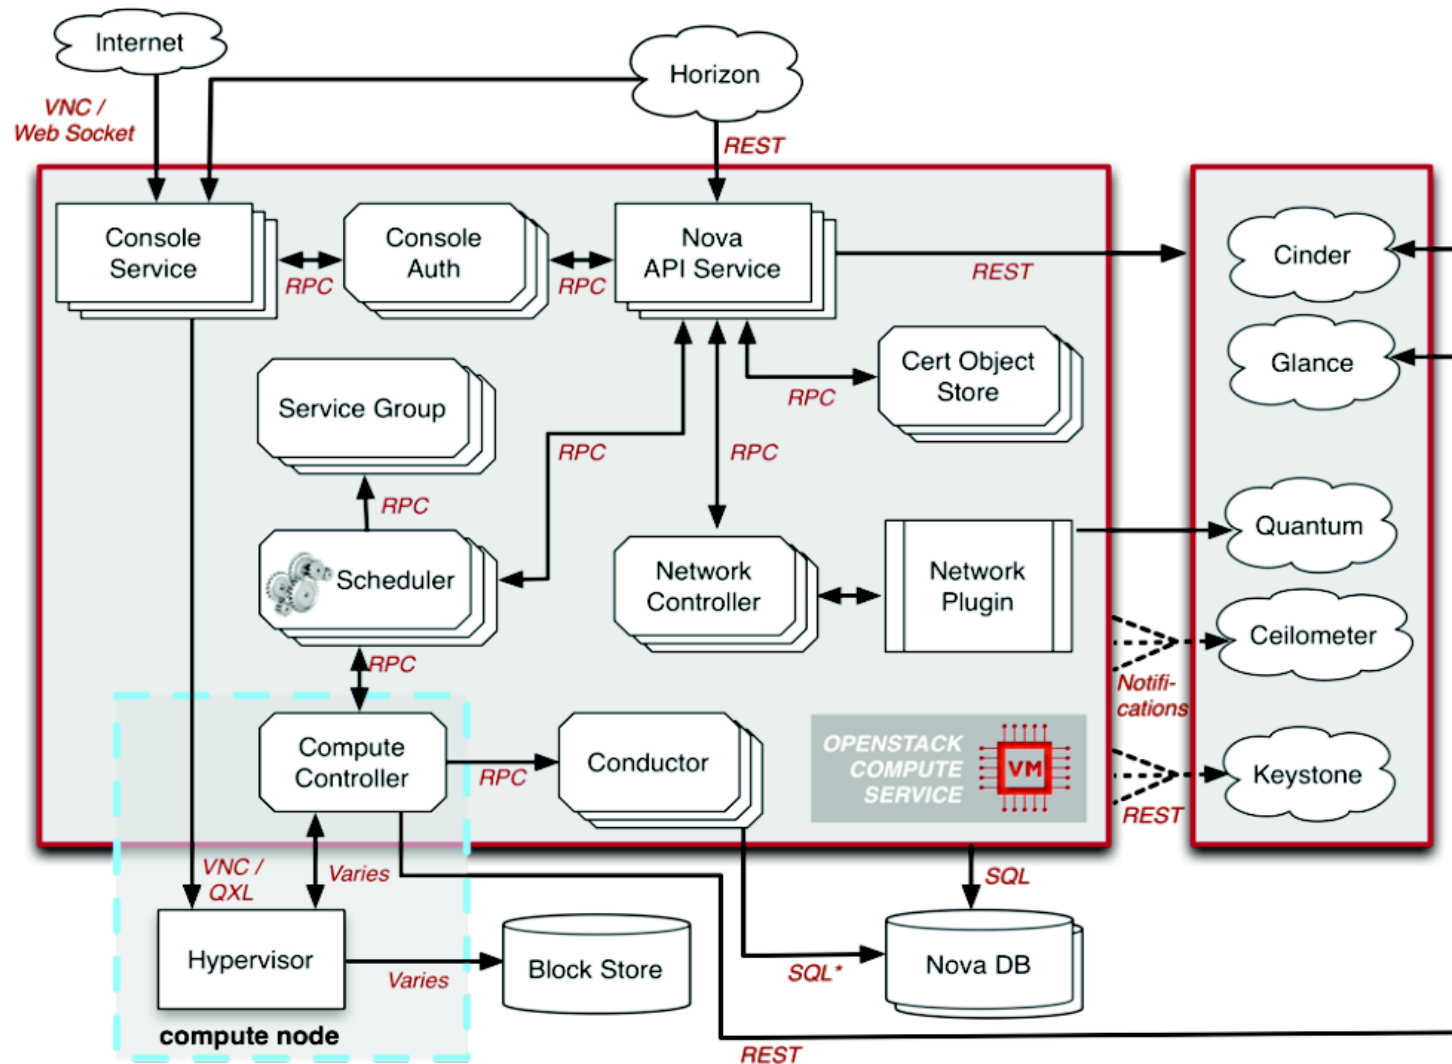 Internet
Horizon
VNC /
Web Socket
REST
Console
Service
RPC
Console
Auth
RPC
Nova
API Service
REST
Cinder
Glance
Cert Object
Store
RPC
Service Group
RPC
RPC
RPC
Scheduler
Network
Controller
Network
Plugin
Quantum
Ceilometer
Notifi-
cations
RPC
Compute
Controller
RPC
Conductor
OPENSTACK
COMPUTE
SERVICE
VM
Keystone
REST
VNC /
QXL
Varies
SQL
Hypervisor
Varies
Block Store
SQL*
Nova DB
compute node
REST